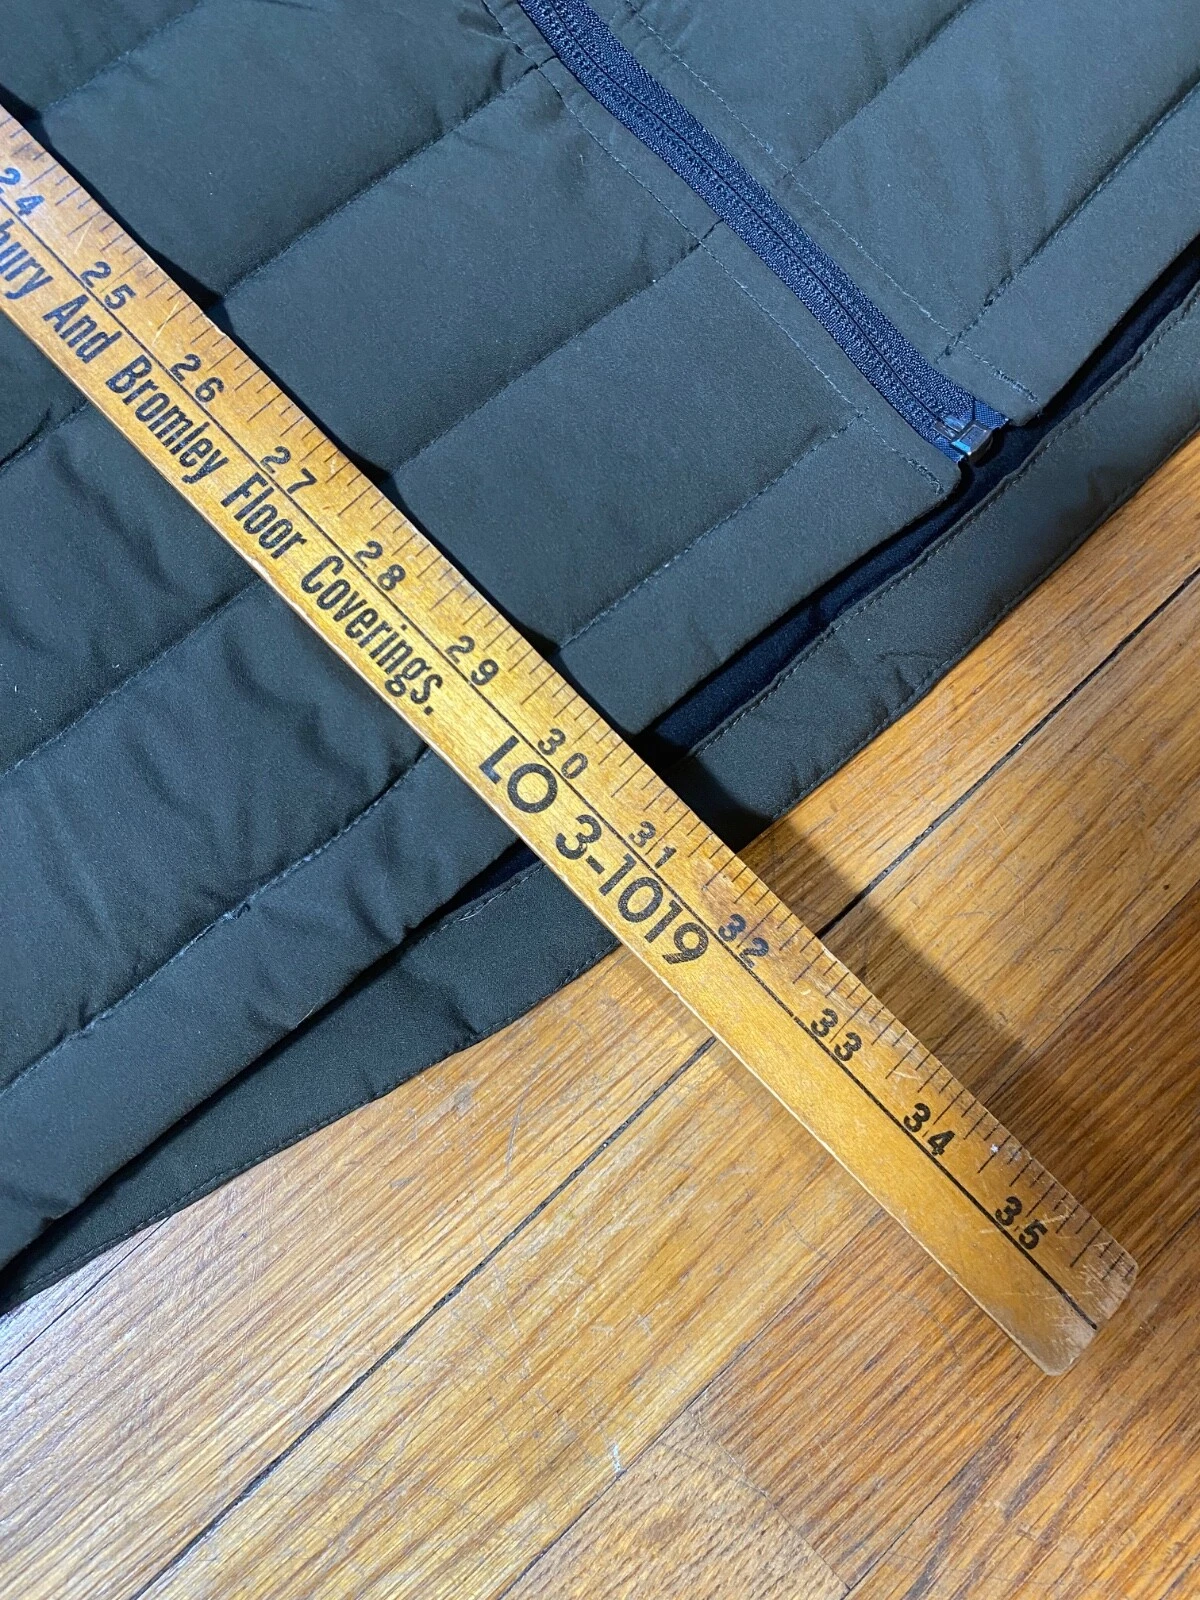 24 25 26 27 28 29 30 31 32 33 34 35
And Bromley Floor Coverings.
LO 3-1019